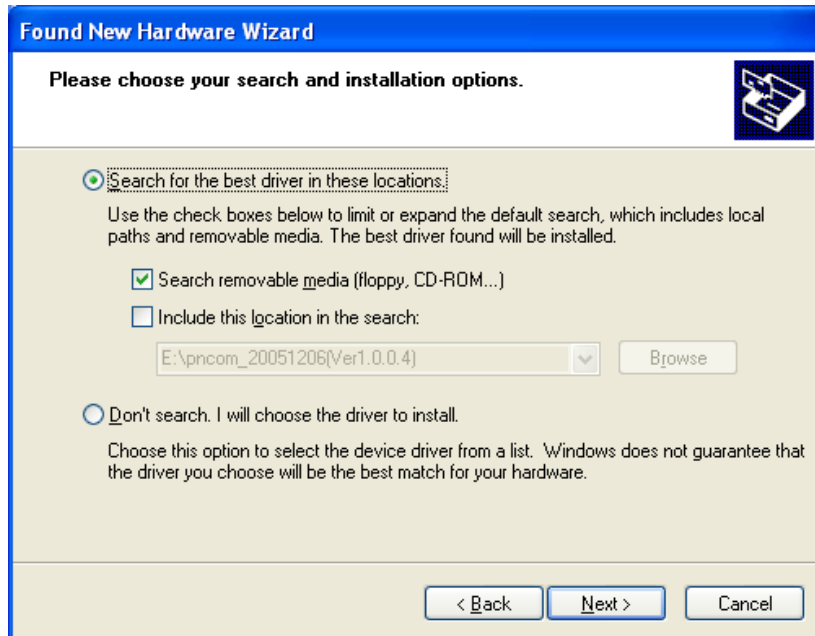 Found New Hardware Wizard
Please choose your search and installation options.
Search for the best driver in these locations.
Use the check boxes below to limit or expand the default search, which includes local
paths and removable media. The best driver found will be installed.
Search removable media (floppy, CD-ROM...)
Include this location in the search:
E:\pncom_20051206(Ver1.0.0.4)
Browse
Don't search. I will choose the driver to install.
Choose this option to select the device driver from a list.  Windows does not guarantee that
the driver you choose will be the best match for your hardware.
< Back
Next >
Cancel